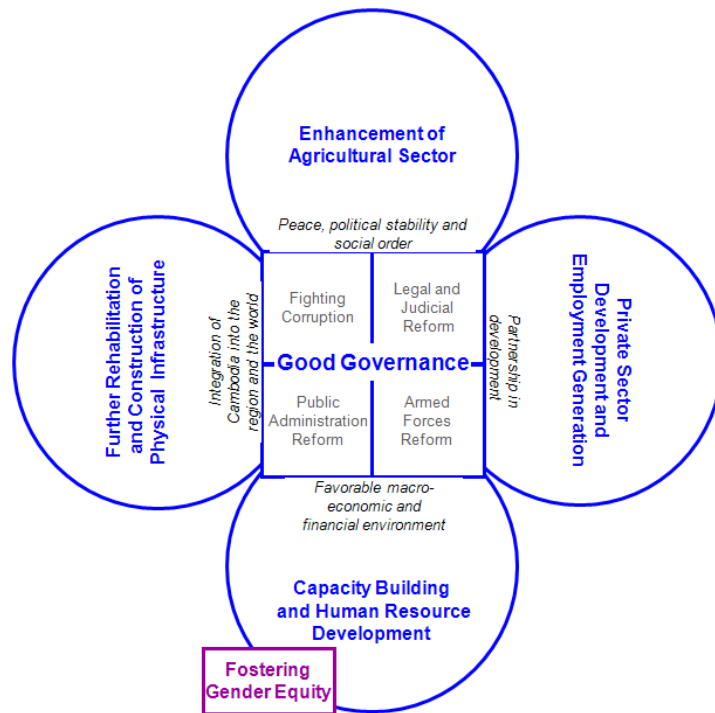 Enhancement of
Agricultural Sector
Peace, political stability and
social order
Further Rehabilitation
and Construction of
Physical Infrastructure
Integration of
Cambodia into the
region and the world
Fighting
Corruption
Legal and
Judicial
Reform
Good Governance
Public
Administration
Reform
Armed
Forces
Reform
Partnership in
development
Private Sector
Development and
Employment Generation
Favorable macro-
economic and
financial environment
Capacity Building
and Human Resource
Development
Fostering
Gender Equity